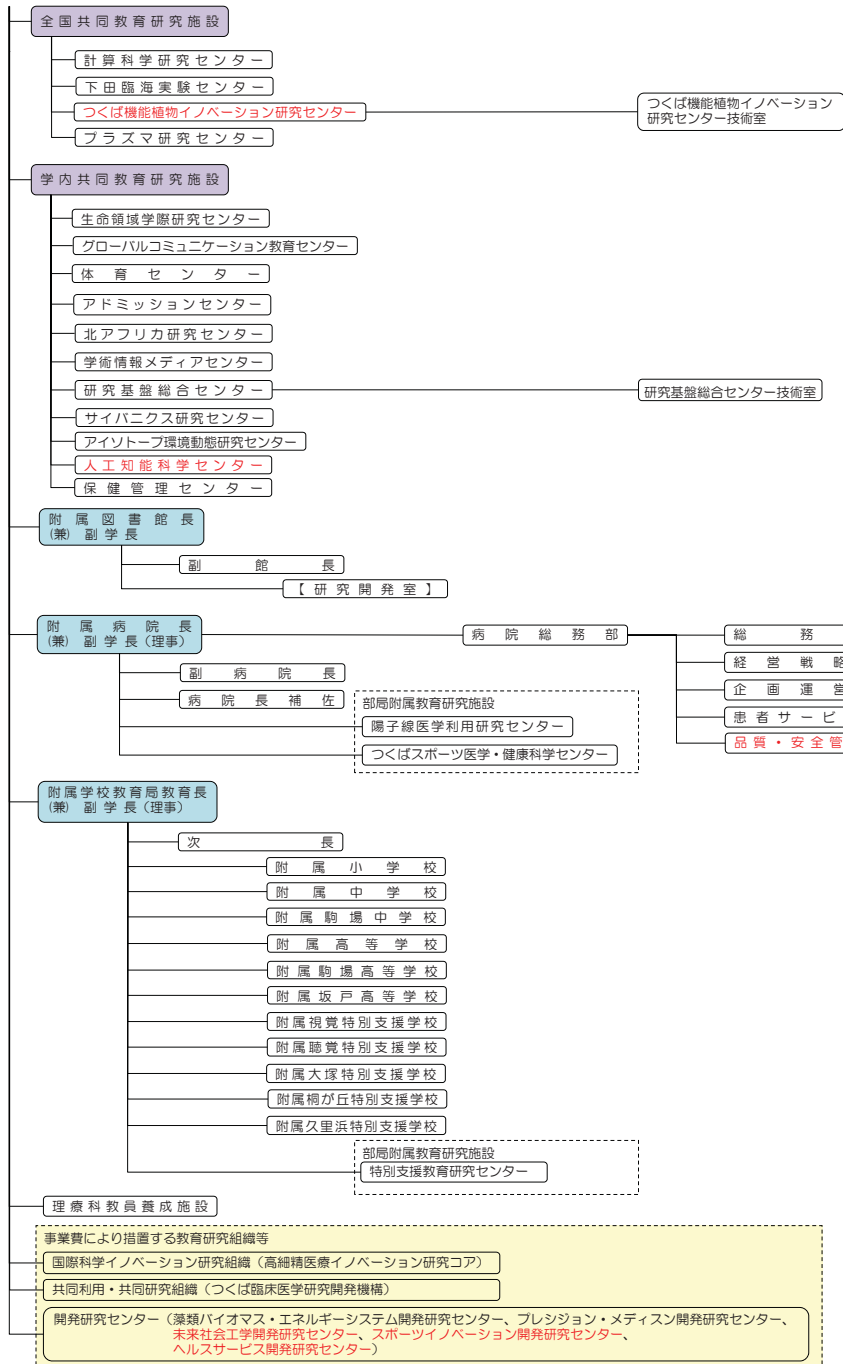 全国共同教育研究施設
計算科学研究センター
下田臨海実験センター
つくば機能植物イノベーション研究センター
つくば機能植物イノベーション
研究センター技術室
プラズマ研究センター
学内共同教育研究施設
生命領域学際研究センター
グローバルコミュニケーション教育センター
体育センター
アドミッションセンター
北アフリカ研究センター
学術情報メディアセンター
研究基盤総合センター
研究基盤総合センター技術室
サイバニクス研究センター
アイソトープ環境動態研究センター
人工知能科学センター
保健管理センター
附属図書館長
(兼) 副学長
副館長
【研究開発室】
附属病院長
(兼) 副学長(理事)
病院総務部
総務
経営戦略
企画運営
患者サービ
品質・安全管
副病院長
病院長補佐
部局附属教育研究施設
陽子線医学利用研究センター
つくばスポーツ医学・健康科学センター
附属学校教育局教育長
(兼) 副学長(理事)
次長
附属小学校
附属中学校
附属駒場中学校
附属高等学校
附属駒場高等学校
附属坂戸高等学校
附属視覚特別支援学校
附属聴覚特別支援学校
附属大塚特別支援学校
附属桐が丘特別支援学校
附属久里浜特別支援学校
部局附属教育研究施設
特別支援教育研究センター
理療科教員養成施設
事業費により措置する教育研究組織等
国際科学イノベーション研究組織(高細精医療イノベーション研究コア)
共同利用・共同研究組織(つくば臨床医学研究開発機構)
開発研究センター(藻類バイオマス・エネルギーシステム開発研究センター、プレシジョン・メディスン開発研究センター、
未来社会工学開発研究センター、スポーツイノベーション開発研究センター、
ヘルスサービス開発研究センター)